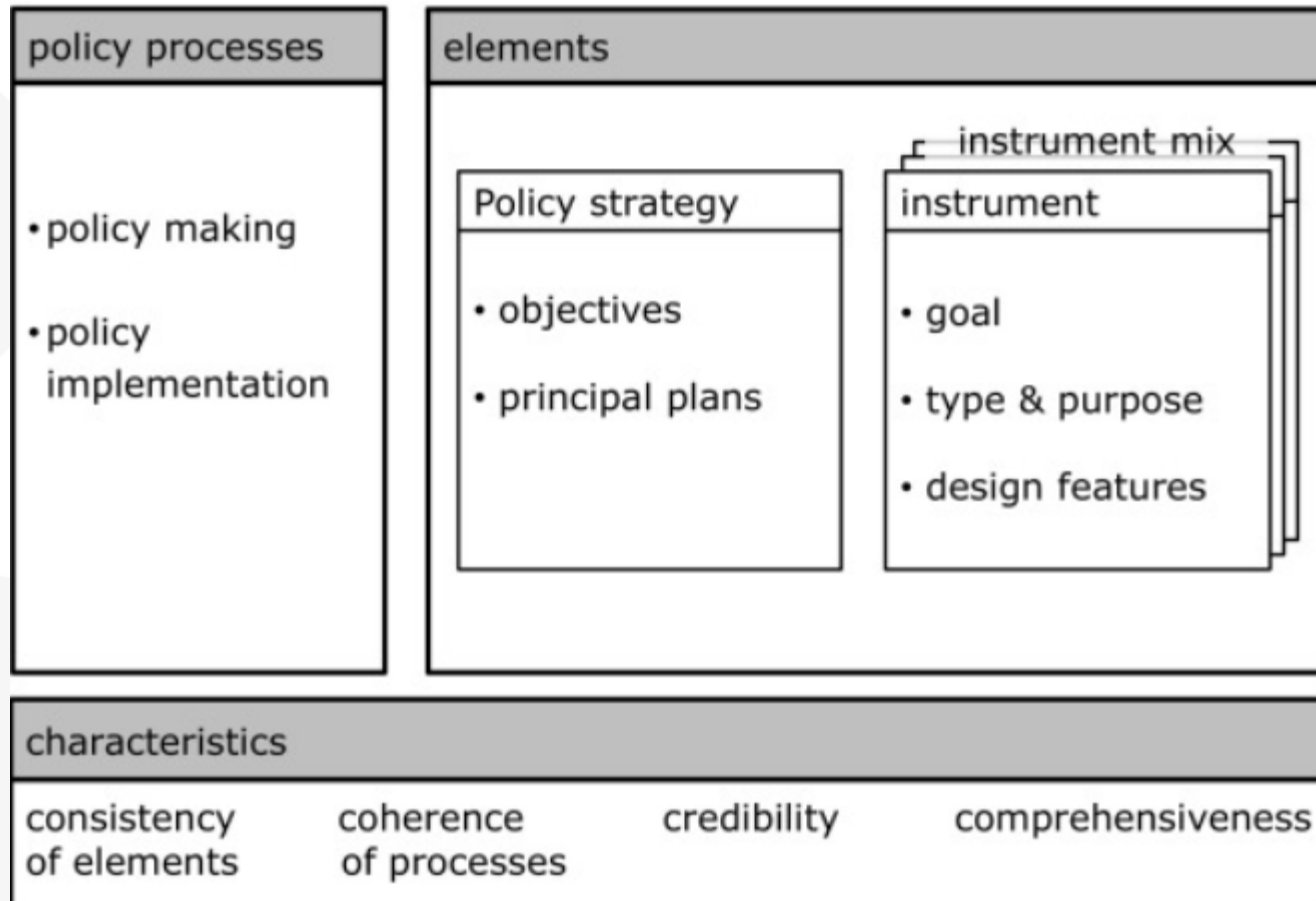 policy processes
• policy making
• policy
implementation
elements
Policy strategy
• objectives
• principal plans
instrument mix
instrument
• goal
• type & purpose
• design features
characteristics
consistency
of elements
coherence
of processes
credibility
comprehensiveness